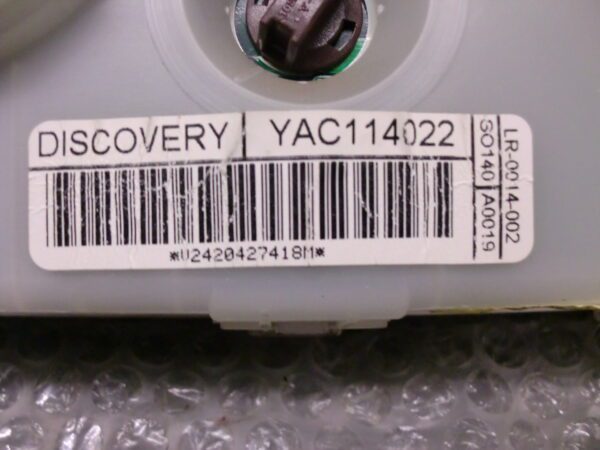 DISCOVERY YAC114022
*U2420427418M*
LR-0014-002
SO140 A0019